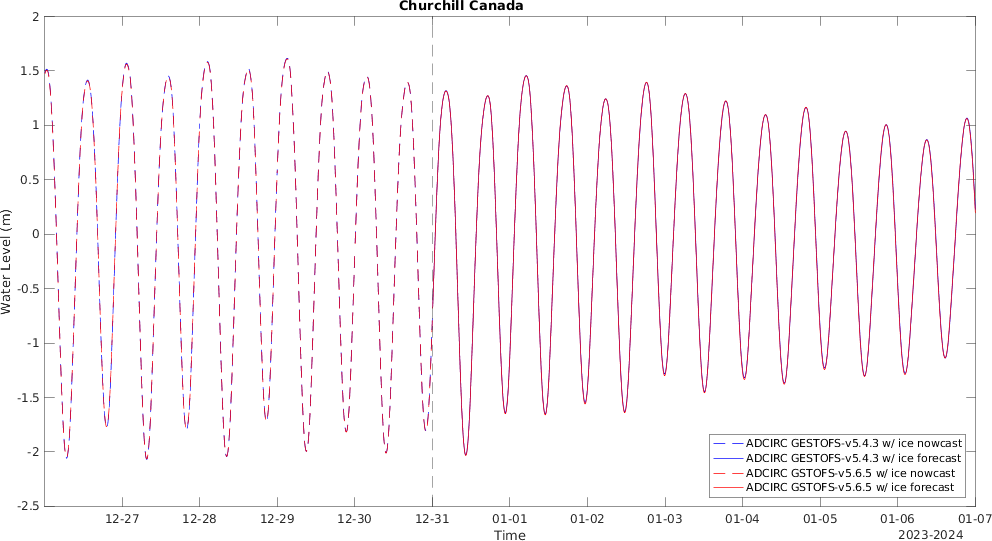 Churchill Canada
2
1.5
1
0.5
0
-0.5
-1
-1.5
-2
-2.5
Water Level (m)
ADCIRC GESTOFS-v5.4.3 w/ ice nowcast
ADCIRC GESTOFS-v5.4.3 w/ ice forecast
ADCIRC GSTOFS-v5.6.5 w/ ice nowcast
ADCIRC GSTOFS-v5.6.5 w/ ice forecast
12-27 12-28 12-29 12-30 12-31 01-01 01-02 01-03 01-04 01-05 01-06 01-07
Time
2023-2024